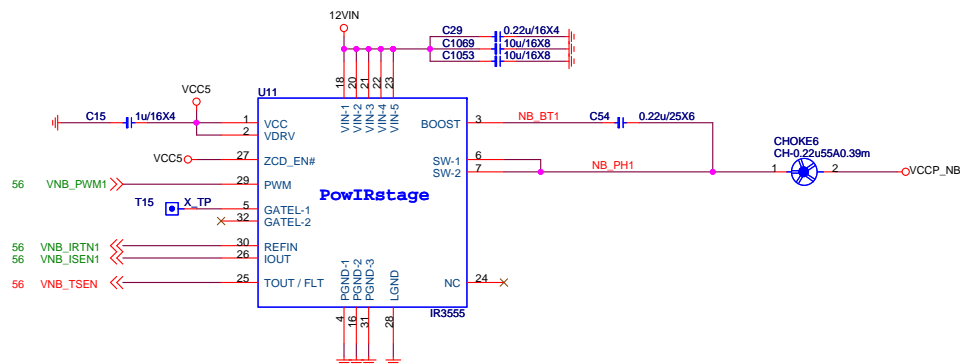 12VIN
C29 0.22u/16X4
C1069 10u/16X8
C1053 10u/16X8
18 20 21 22 23
VCC5
U11
C15 1u/16X4
1 VCC
2 VDRV
VIN-1 VIN-2 VIN-3 VIN-4 VIN-5
BOOST 3 NB_BT1 C54 0.22u/25X6
CHOKE6
CH-0.22u55A0.39m
VCC5 27 ZCD_EN#
SW-1 6
SW-2 7 NB_PH1 1 2 VCCP_NB
56 VNB_PWM1 29 PWM
PowIRstage
T15 X_TP 5 GATEL-1
32 GATEL-2
56 VNB_IRTN1 30 REFIN
56 VNB_ISEN1 26 IOUT
56 VNB_TSEN 25 TOUT / FLT
PGND-1 PGND-2 PGND-3 LGND
NC 24
IR3555
4 16 31 28